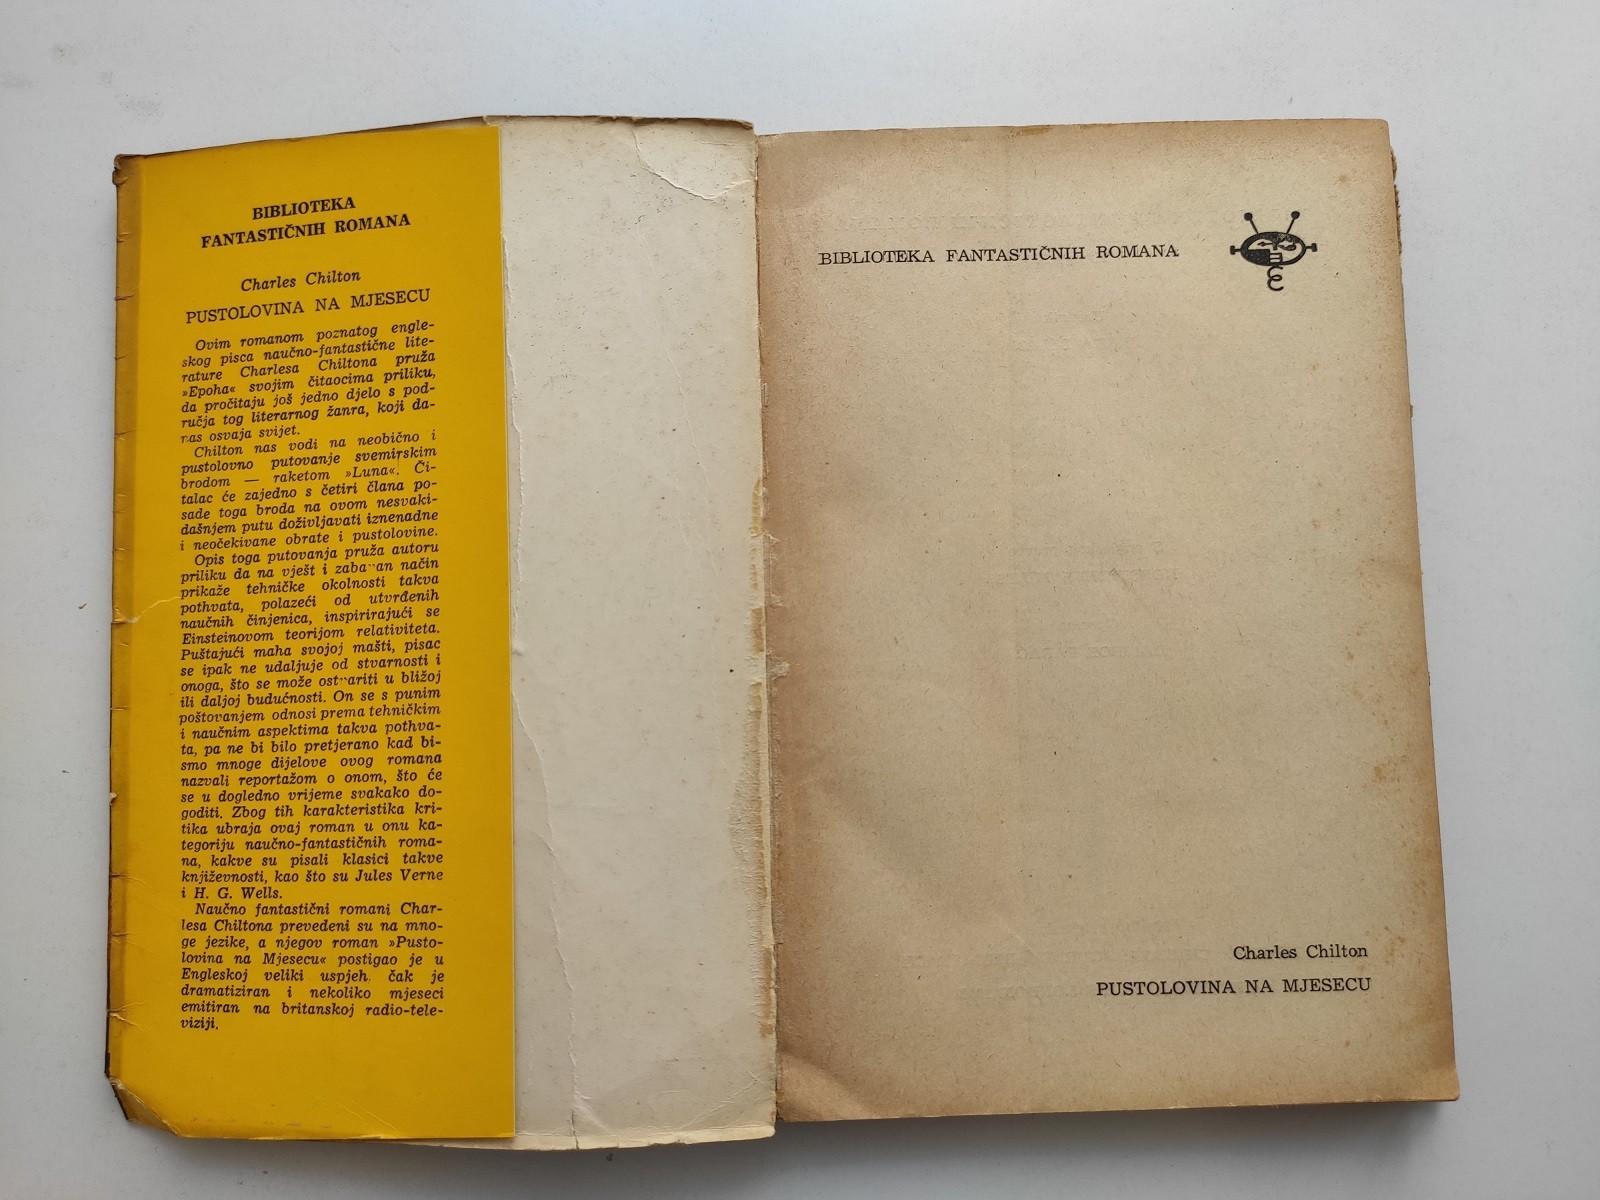 BIBLIOTEKA
FANTASTIČNIH ROMANA
Charles Chilton
PUSTOLOVINA NA MJESECU
Ovim romanom poznatog engle-
skog pisca naučno-fantastične lite-
rature Charlesa Chiltona pruža
»Epoha« svojim čitaocima priliku,
da pročitaju još jedno djelo s pod-
ručja tog literarnog žanra, koji da-
nas osvaja svijet.
Chilton nas vodi na neobično i
pustolovno putovanje svemirskim
brodom — raketom »Luna«. Či-
talac će zajedno s četiri člana po-
sade toga broda na ovom nesvaki-
dašnjem putu doživljavati iznenadne
i neočekivane obrate i pustolovine.
Opis toga putovanja pruža autoru
priliku da na vješt i zabavan način
prikaže tehničke okolnosti takva
pothvata, polazeći od utvrđenih
naučnih činjenica, inspirirajući se
Einsteinovom teorijom relativiteta.
Puštajući maha svojoj mašti, pisac
se ipak ne udaljuje od stvarnosti i
onoga, što se može ostvariti u bližoj
ili daljoj budućnosti. On se s punim
poštovanjem odnosi prema tehničkim
i naučnim aspektima takva pothva-
ta, pa ne bi bilo pretjerano kad bi-
smo mnoge dijelove ovog romana
nazvali reportažom o onom, što će
se u dogledno vrijeme svakako do-
goditi. Zbog tih karakteristika kri-
tika ubraja ovaj roman u onu ka-
tegoriju naučno-fantastičnih roma-
na, kakve su pisali klasici takve
književnosti, kao što su Jules Verne
i H. G. Wells.
Naučno fantastični romani Char-
lesa Chiltona prevedeni su na mno-
ge jezike, a njegov roman »Pusto-
lovina na Mjesecu« postigao je u
Engleskoj veliki uspjeh, čak je
dramatiziran i nekoliko mjeseci
emitiran na britanskoj radio-tele-
viziji.
BIBLIOTEKA FANTASTIČNIH ROMANA
Charles Chilton
PUSTOLOVINA NA MJESECU